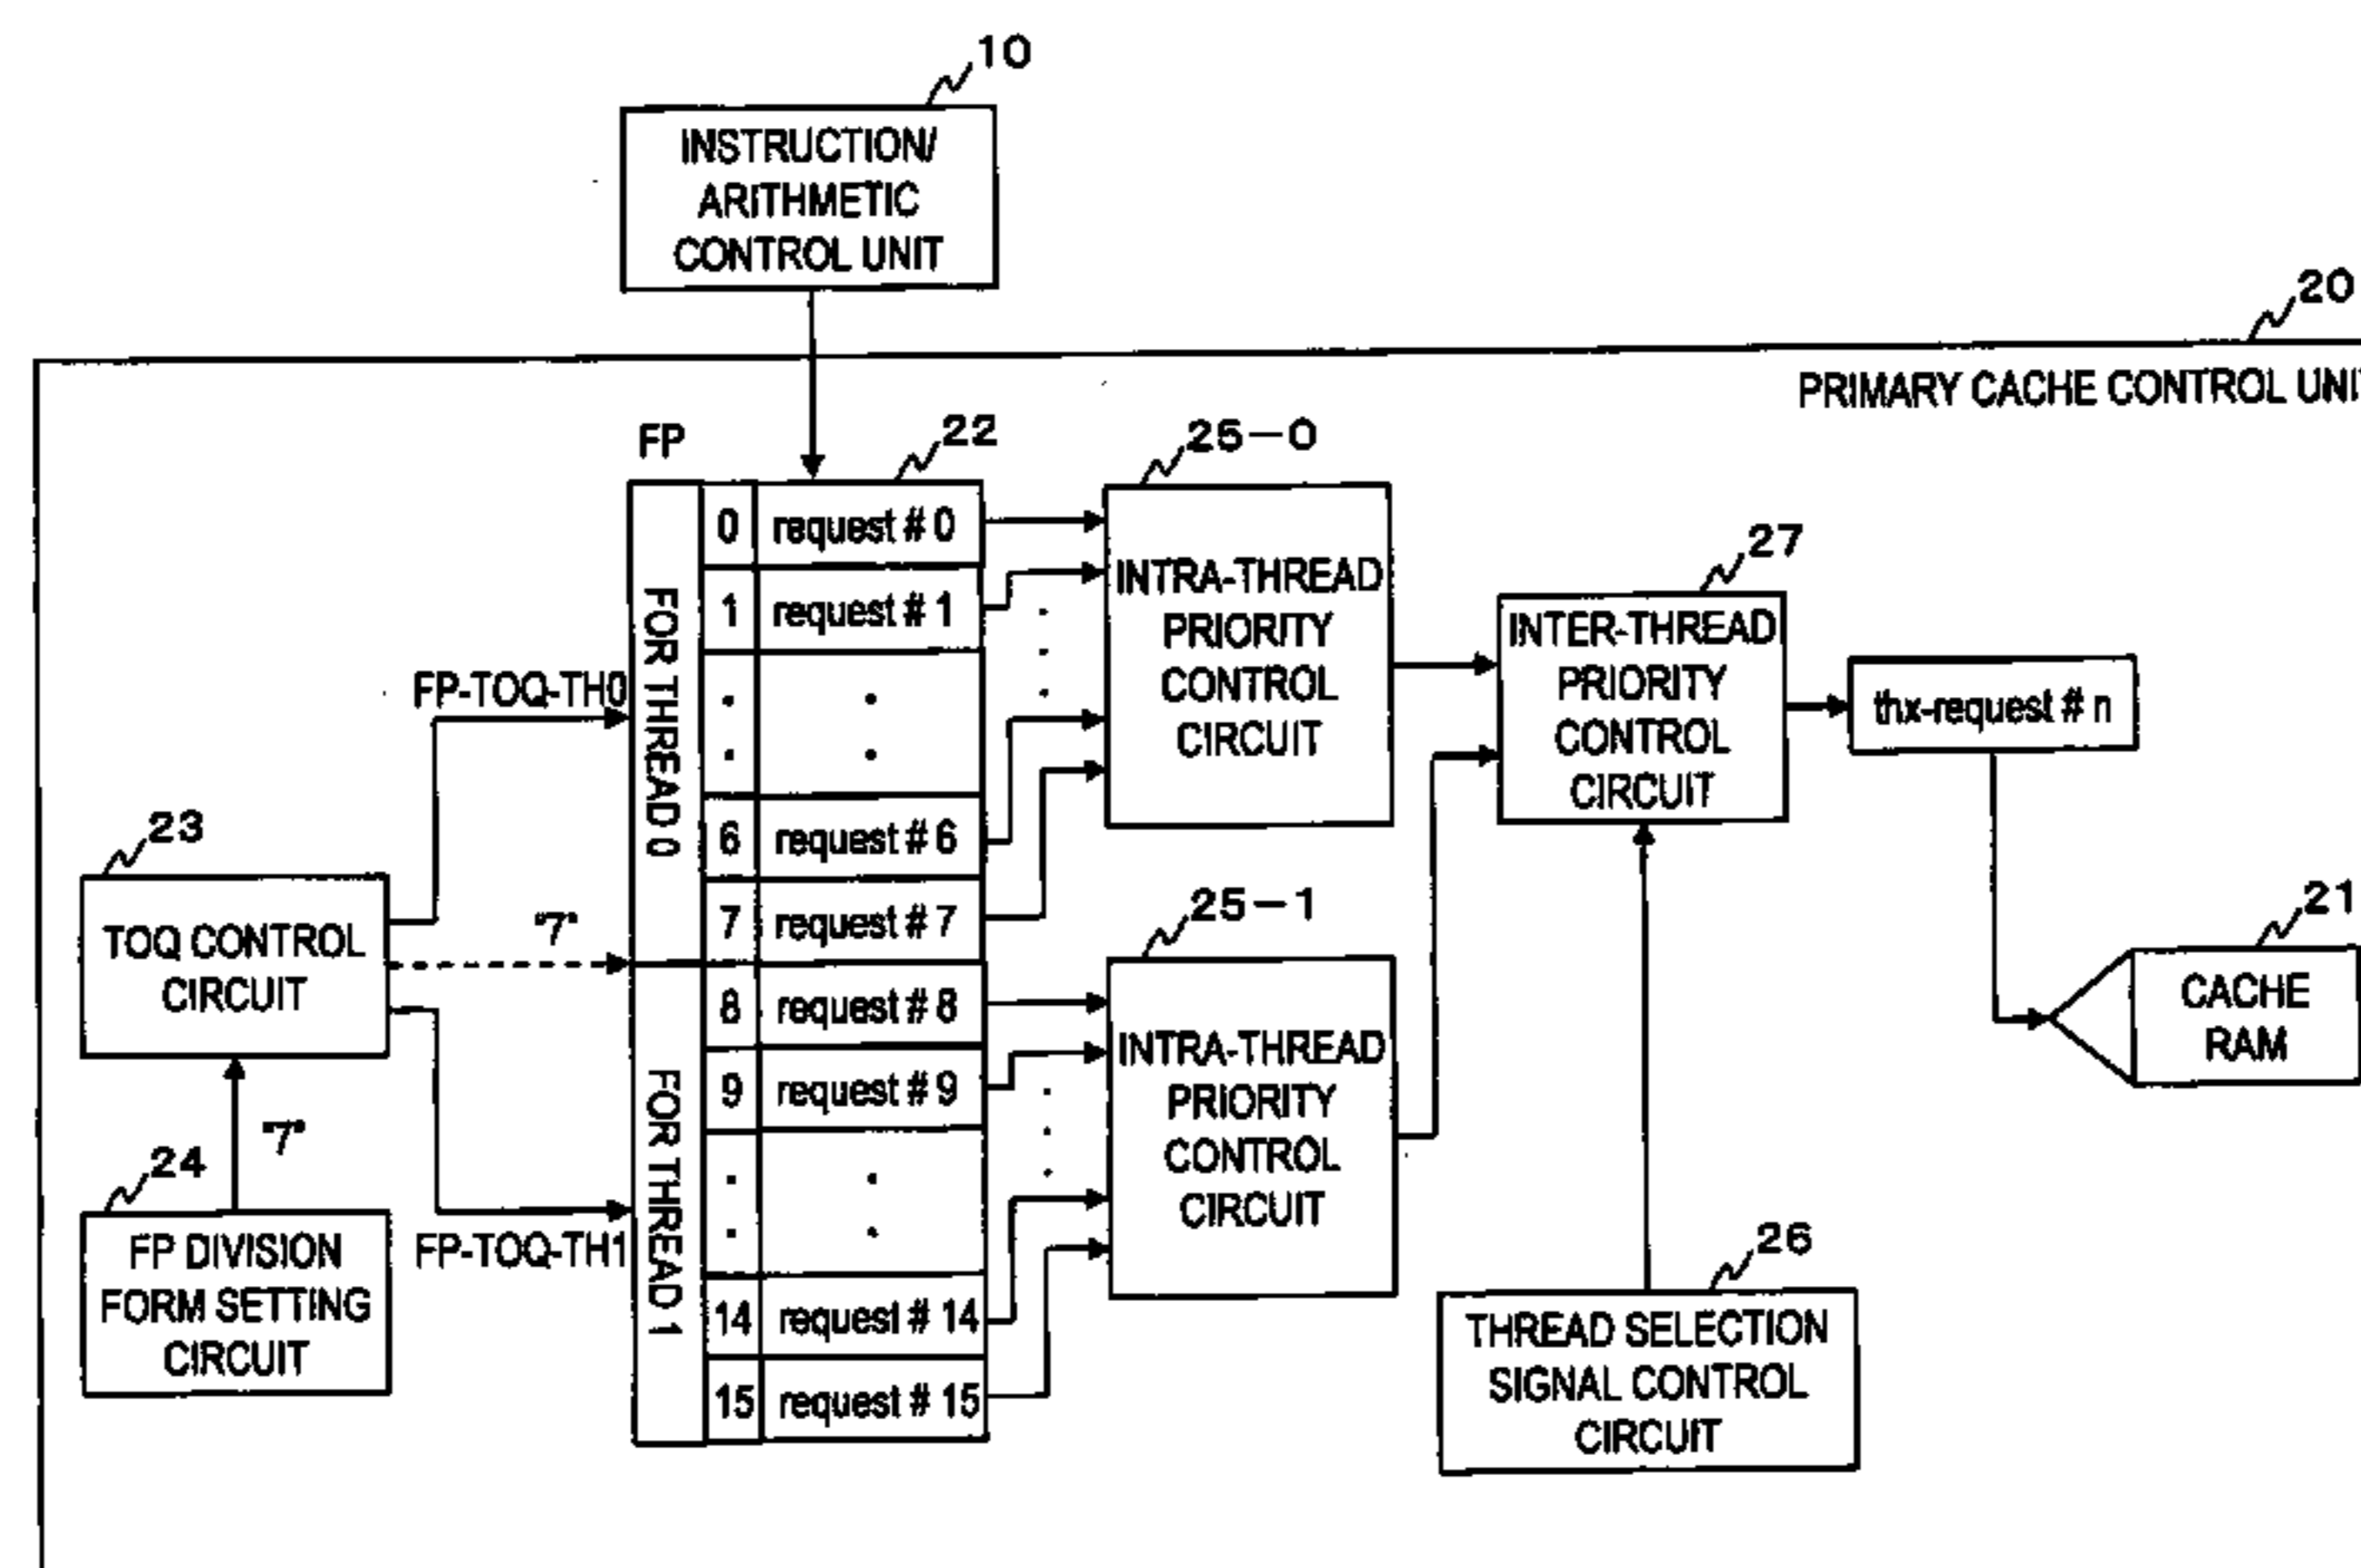 10
INSTRUCTION/
ARITHMETIC
CONTROL UNIT
20
PRIMARY CACHE CONTROL UNIT
FP
22
25-0
0 request # 0
1 request # 1
. .
. .
6 request # 6
7 request # 7
8 request # 8
9 request # 9
. .
. .
14 request # 14
15 request # 15
FOR THREAD 0
FOR THREAD 1
INTRA-THREAD
PRIORITY
CONTROL
CIRCUIT
27
INTER-THREAD
PRIORITY
CONTROL
CIRCUIT
thx-request # n
FP-TOQ-TH0
23
TOQ CONTROL
CIRCUIT
"7"
25-1
INTRA-THREAD
PRIORITY
CONTROL
CIRCUIT
21
CACHE
RAM
"7"
24
FP DIVISION
FORM SETTING
CIRCUIT
FP-TOQ-TH1
26
THREAD SELECTION
SIGNAL CONTROL
CIRCUIT